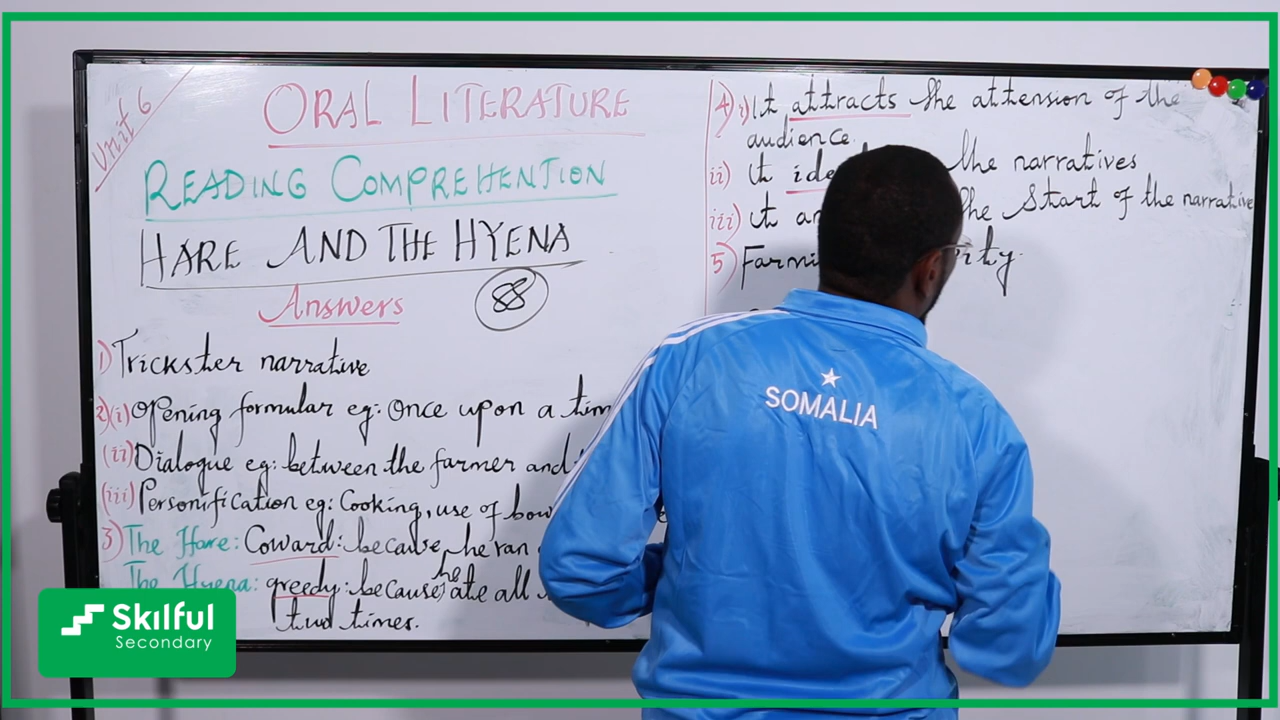 Unit 6
ORAL LITERATURE
READING COMPREHENTION
HARE AND THE HYENA
Answers
88
1) Trickster narrative
2)(i) Opening formular eg: Once upon a tim
(ii) Dialogue eg: between the farmer and
(iii) Personification eg: Cooking, use of bow
3) The Hare: Coward: because he ran
The Hyena: greedy: because he ate all
two times.
4) i) It attracts the attension of the
audience.
ii) It ide the narratives
iii) It an the Start of the narrative
5) Farmi vity.
SOMALIA
Skilful
Secondary